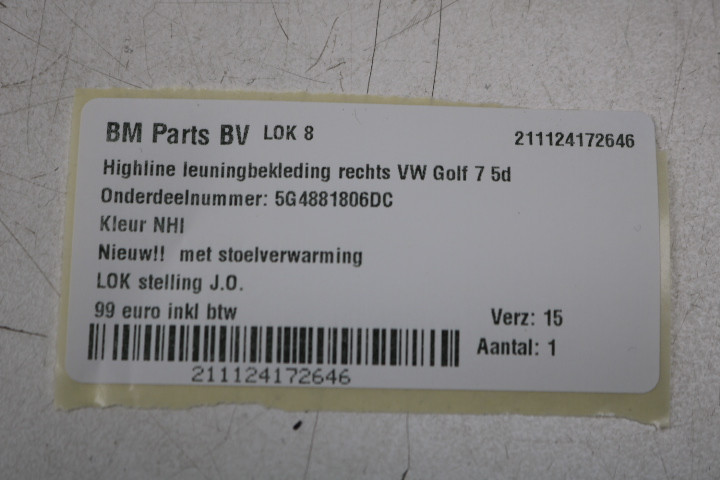 BM Parts BV LOK 8 211124172646
Highline leuningbekleding rechts VW Golf 7 5d
Onderdeelnummer: 5G4881806DC
Kleur NHI
Nieuw!! met stoelverwarming
LOK stelling J.O.
99 euro inkl btw Verz: 15
Aantal: 1
211124172646